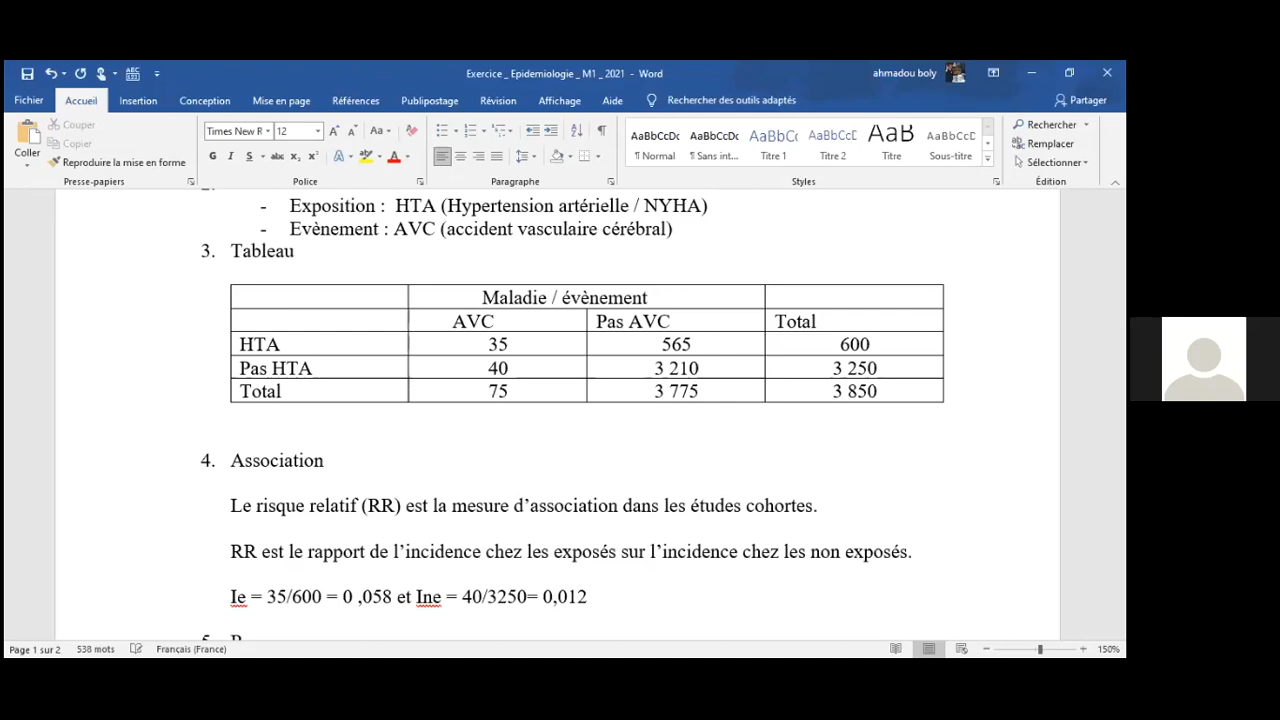 Exercice _ Epidemiologie _ M1 _ 2021 - Word
ahmadou boly
Fichier Accueil Insertion Conception Mise en page Références Publipostage Révision Affichage Aide Rechercher des outils adaptés Partager
Coller
Couper
Copier
Reproduire la mise en forme
Times New R 12
AaBbCcDc AaBbCcDc AaBbCc AaBbCcD AaB AaBbCcD
¶ Normal ¶ Sans int... Titre 1 Titre 2 Titre Sous-titre
Rechercher
Remplacer
Sélectionner
Presse-papiers Police Paragraphe Styles Édition
- Exposition : HTA (Hypertension artérielle / NYHA)
- Evènement : AVC (accident vasculaire cérébral)
3. Tableau
Maladie / évènement
AVC Pas AVC Total
HTA 35 565 600
Pas HTA 40 3 210 3 250
Total 75 3 775 3 850
4. Association
Le risque relatif (RR) est la mesure d’association dans les études cohortes.
RR est le rapport de l’incidence chez les exposés sur l’incidence chez les non exposés.
Ie = 35/600 = 0 ,058 et Ine = 40/3250= 0,012
Page 1 sur 2 538 mots Français (France) 150%